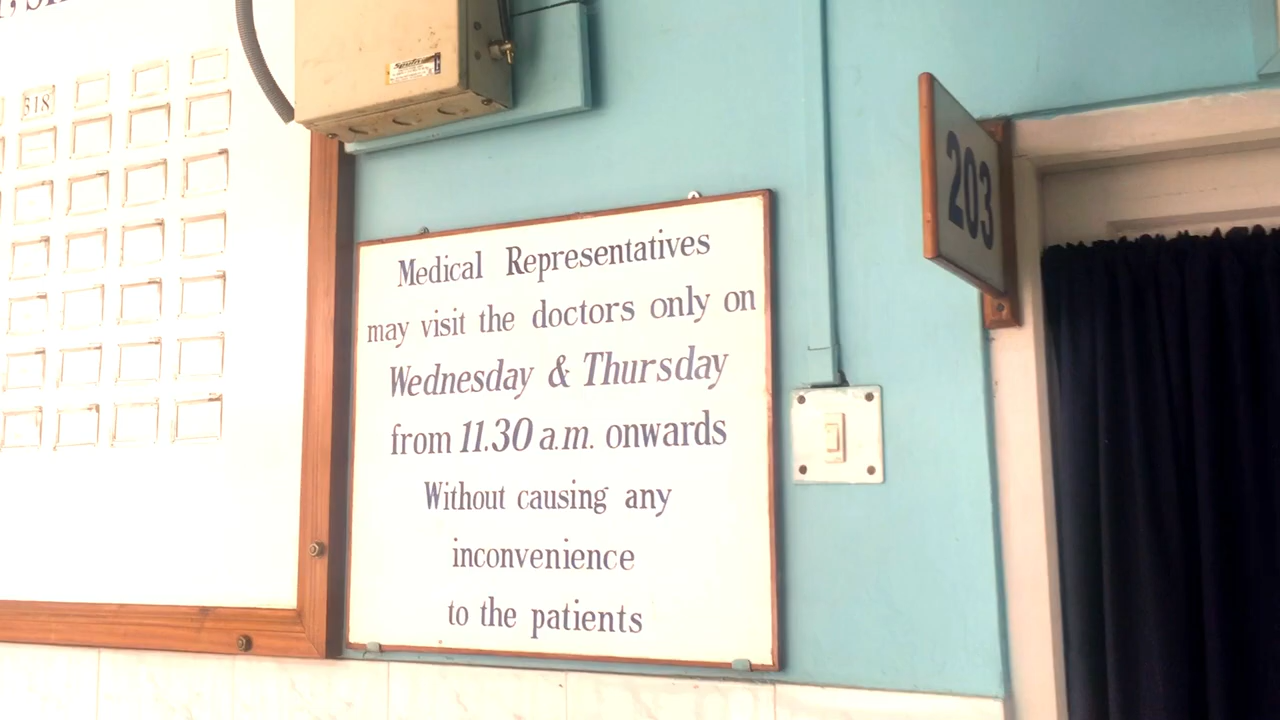 318
Medical Representatives
may visit the doctors only on
Wednesday & Thursday
from 11.30 a.m. onwards
Without causing any
inconvenience
to the patients
203